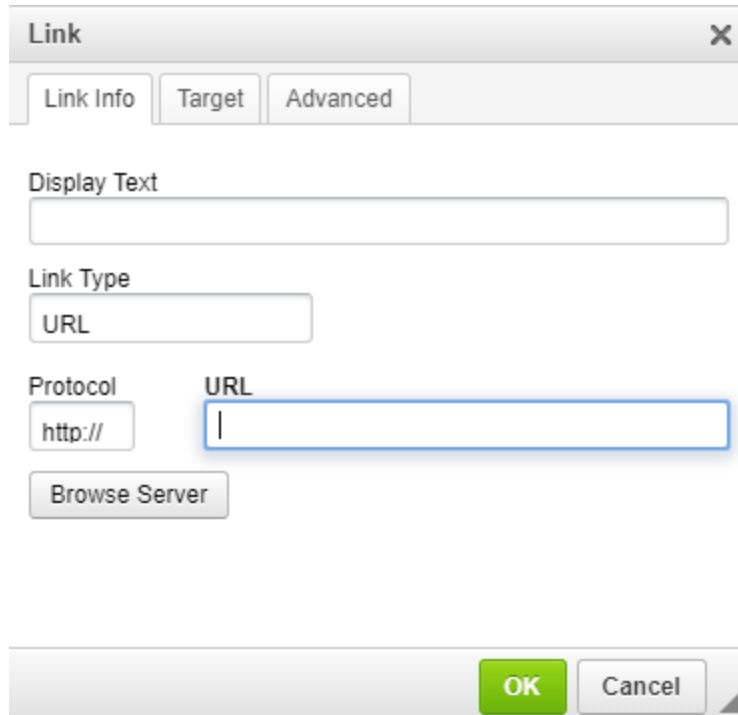 Link
Link Info Target Advanced
Display Text
Link Type
URL
Protocol URL
http://
Browse Server
OK Cancel